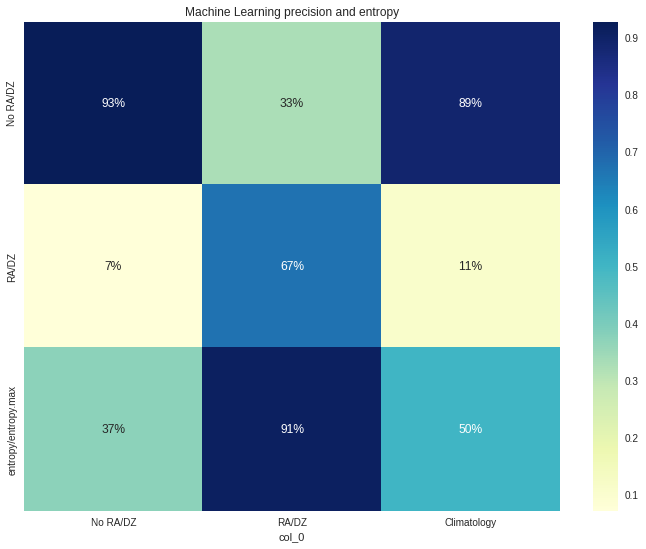 Machine Learning precision and entropy
No RA/DZ
93%
33%
89%
RA/DZ
7%
67%
11%
entropy/entropy.max
37%
91%
50%
No RA/DZ
RA/DZ
Climatology
col_0
0.9
0.8
0.7
0.6
0.5
0.4
0.3
0.2
0.1